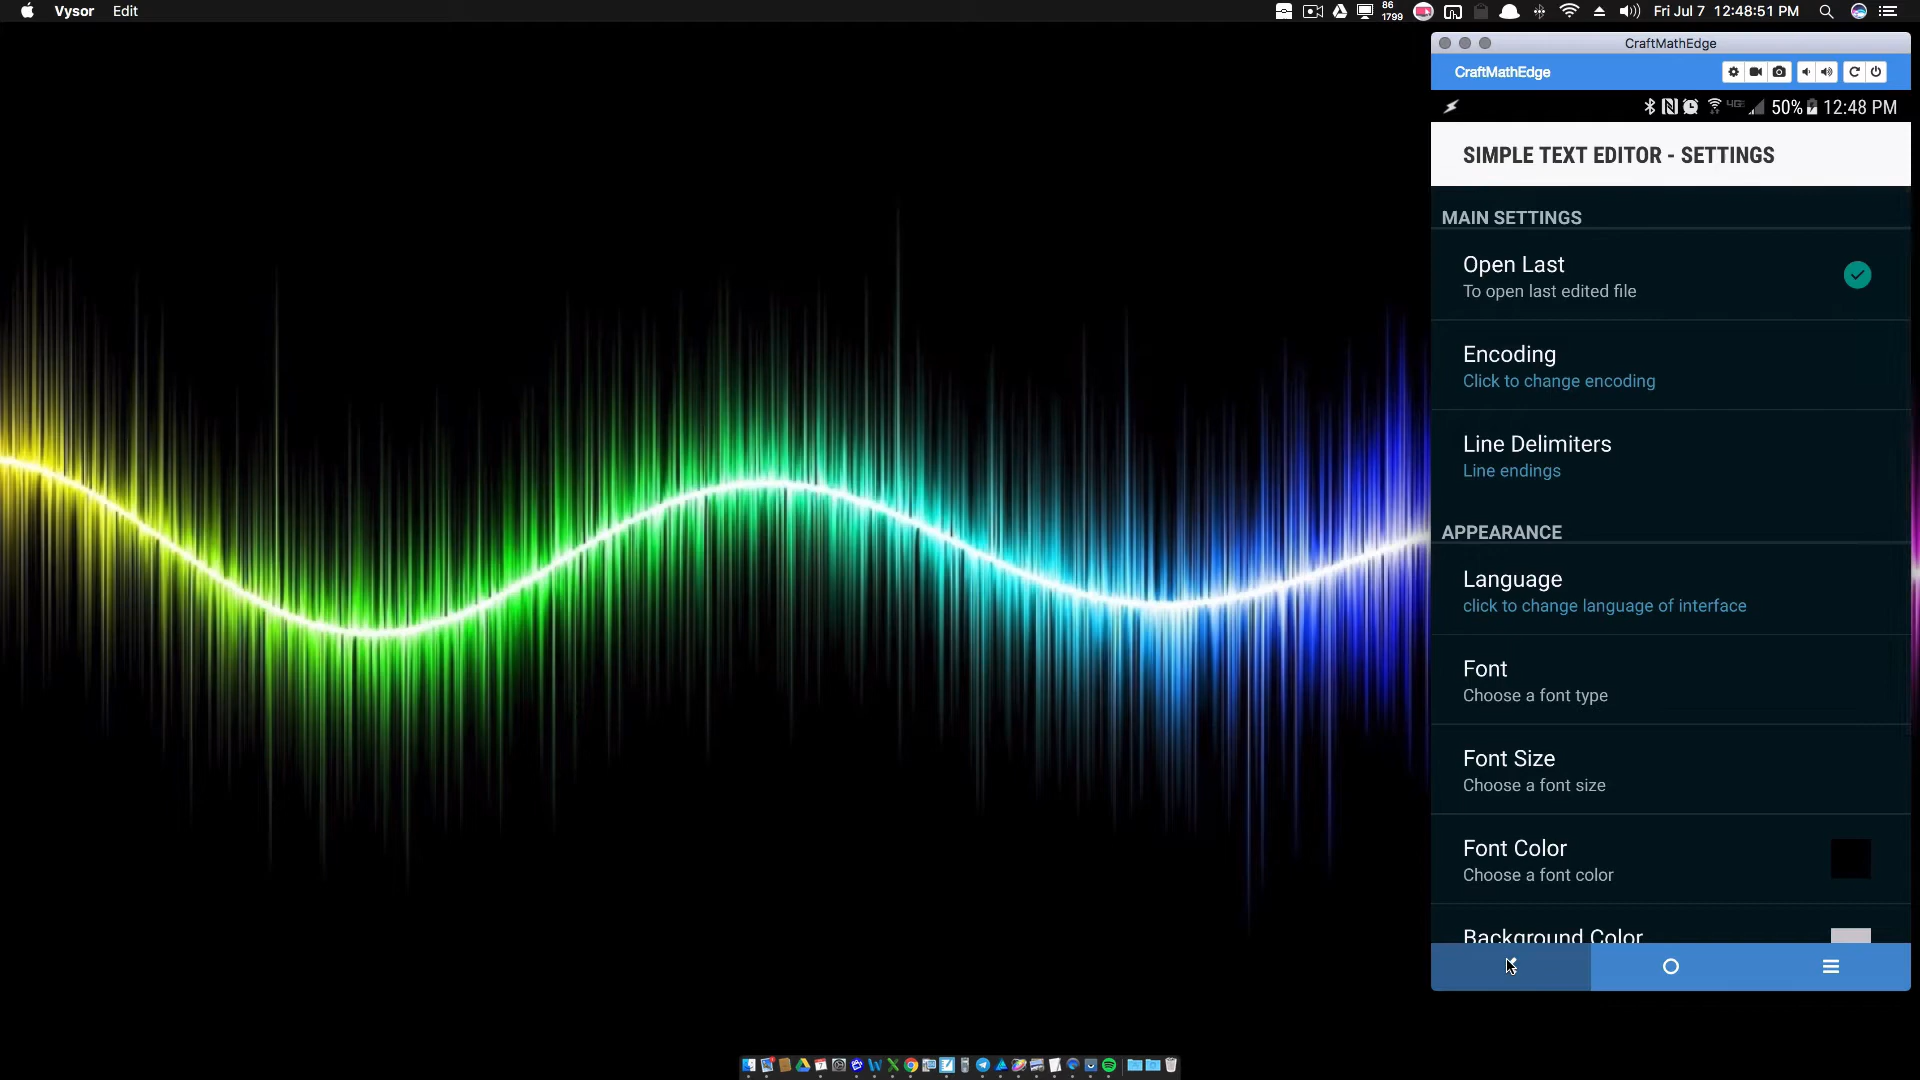 Vysor Edit
86
1799
Fri Jul 7 12:48:51 PM
CraftMathEdge
CraftMathEdge
4G 50% 12:48 PM
SIMPLE TEXT EDITOR - SETTINGS
MAIN SETTINGS
Open Last
To open last edited file
Encoding
Click to change encoding
Line Delimiters
Line endings
APPEARANCE
Language
click to change language of interface
Font
Choose a font type
Font Size
Choose a font size
Font Color
Choose a font color
Background Color